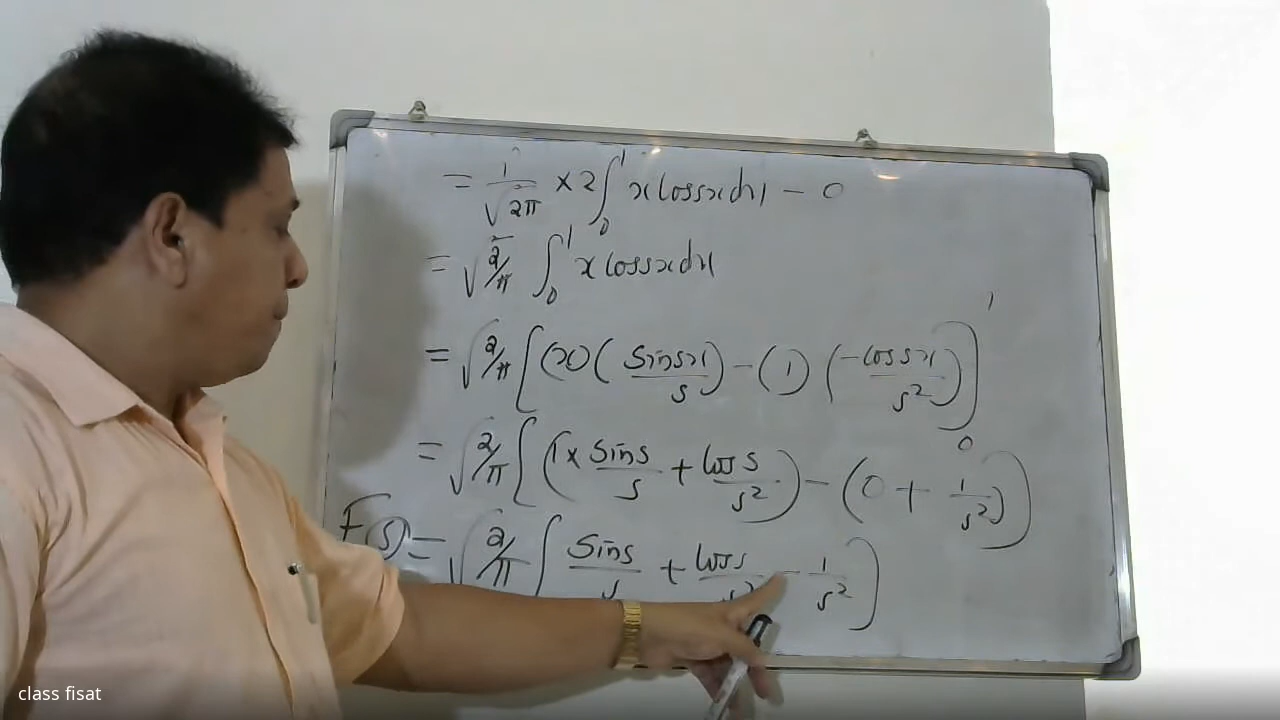 = 1/√2π × 2 ∫₀¹ x cos sx dx − 0
= √2/π ∫₀¹ x cos sx dx
= √2/π [(x)(sin sx/s) − (1)(−cos sx/s²)]₀¹
= √2/π [(1 × sin s/s + cos s/s²) − (0 + 1/s²)]
F(s) = √2/π [sin s/s + cos s/s² − 1/s²]
class fisat